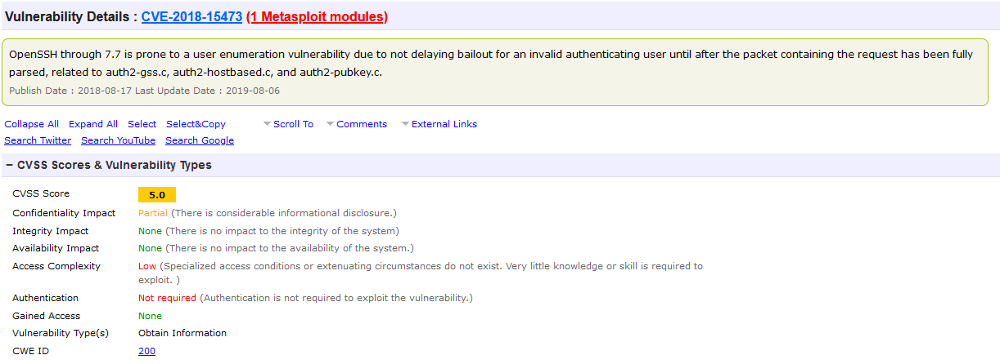 Vulnerability Details : CVE-2018-15473 (1 Metasploit modules)
OpenSSH through 7.7 is prone to a user enumeration vulnerability due to not delaying bailout for an invalid authenticating user until after the packet containing the request has been fully
parsed, related to auth2-gss.c, auth2-hostbased.c, and auth2-pubkey.c.
Publish Date : 2018-08-17 Last Update Date : 2019-08-06
Collapse All Expand All Select Select&Copy Scroll To Comments External Links
Search Twitter Search YouTube Search Google
− CVSS Scores & Vulnerability Types
CVSS Score 5.0
Confidentiality Impact Partial (There is considerable informational disclosure.)
Integrity Impact None (There is no impact to the integrity of the system)
Availability Impact None (There is no impact to the availability of the system.)
Access Complexity Low (Specialized access conditions or extenuating circumstances do not exist. Very little knowledge or skill is required to
exploit. )
Authentication Not required (Authentication is not required to exploit the vulnerability.)
Gained Access None
Vulnerability Type(s) Obtain Information
CWE ID 200